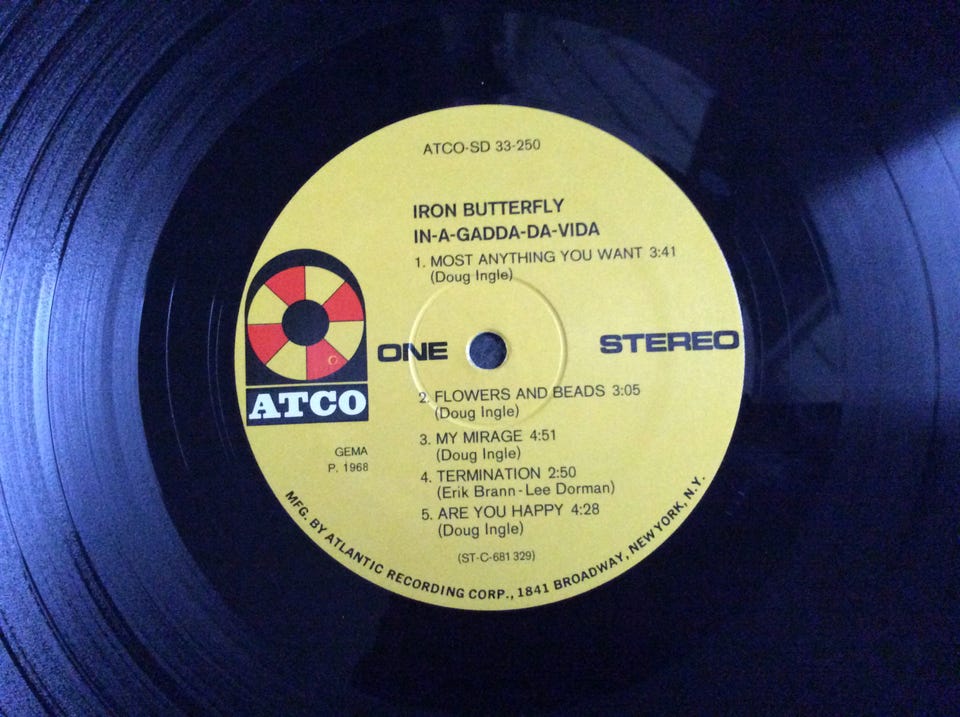 ATCO-SD 33-250
IRON BUTTERFLY
IN-A-GADDA-DA-VIDA
1. MOST ANYTHING YOU WANT 3:41
(Doug Ingle)
ONE
STEREO
ATCO
2. FLOWERS AND BEADS 3:05
(Doug Ingle)
3. MY MIRAGE 4:51
(Doug Ingle)
4. TERMINATION 2:50
(Erik Brann - Lee Dorman)
5. ARE YOU HAPPY 4:28
(Doug Ingle)
GEMA
P. 1968
(ST-C-681 329)
MFG. BY ATLANTIC RECORDING CORP., 1841 BROADWAY, NEW YORK, N.Y.